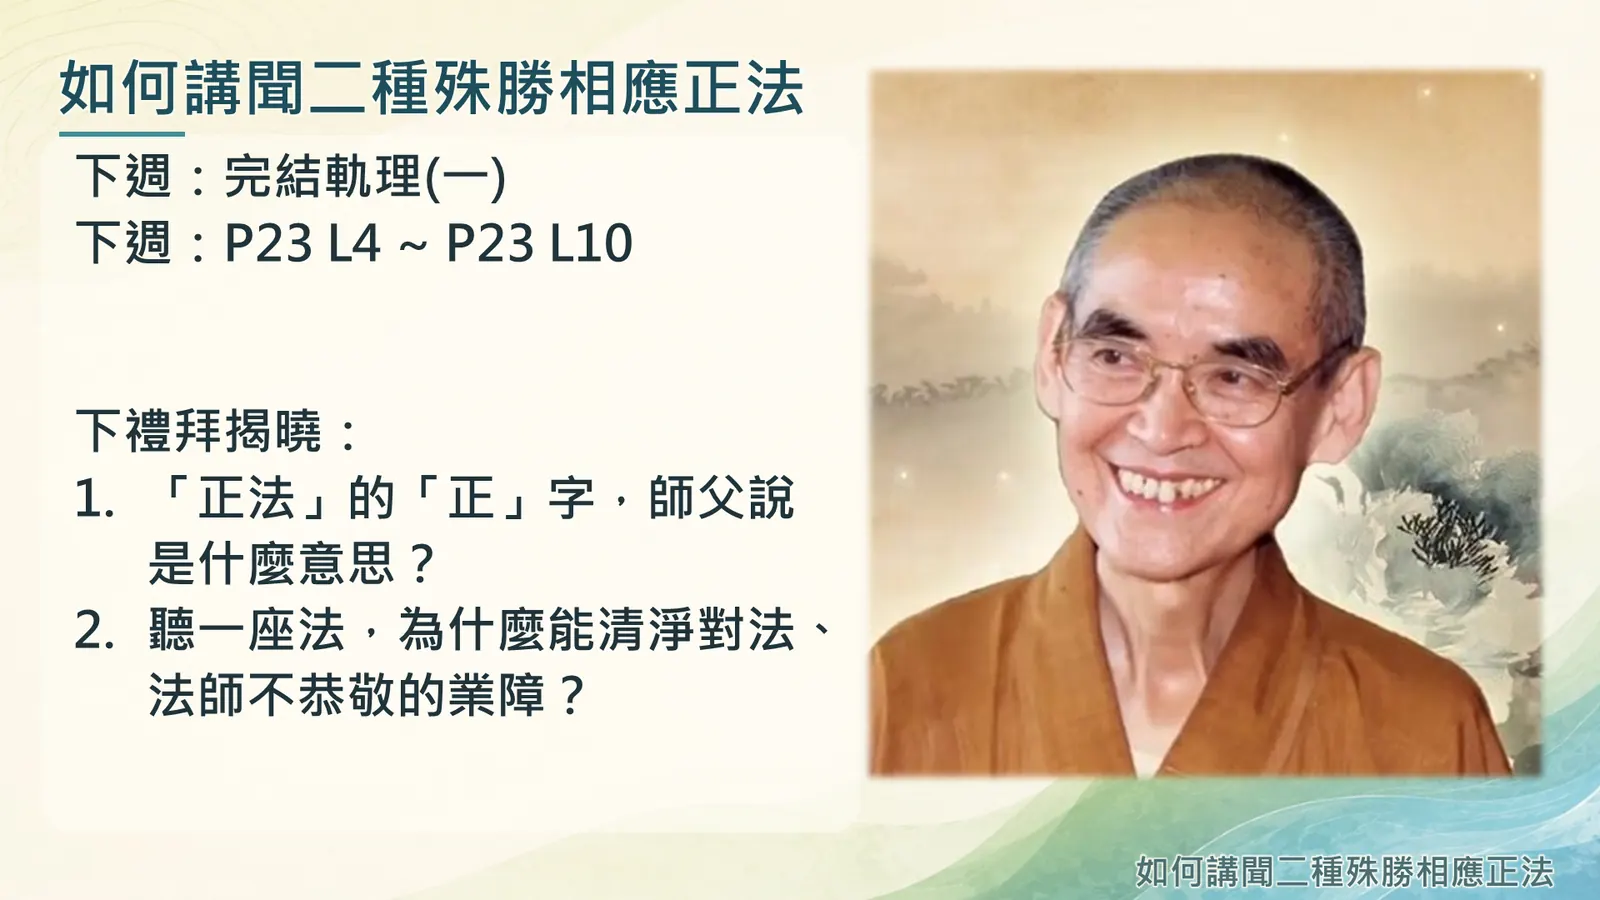 如何講聞二種殊勝相應正法
下週：完結軌理(一)
下週：P23 L4 ~ P23 L10
下禮拜揭曉：
1. 「正法」的「正」字，師父說
是什麼意思？
2. 聽一座法，為什麼能清淨對法、
法師不恭敬的業障？
如何講聞二種殊勝相應正法